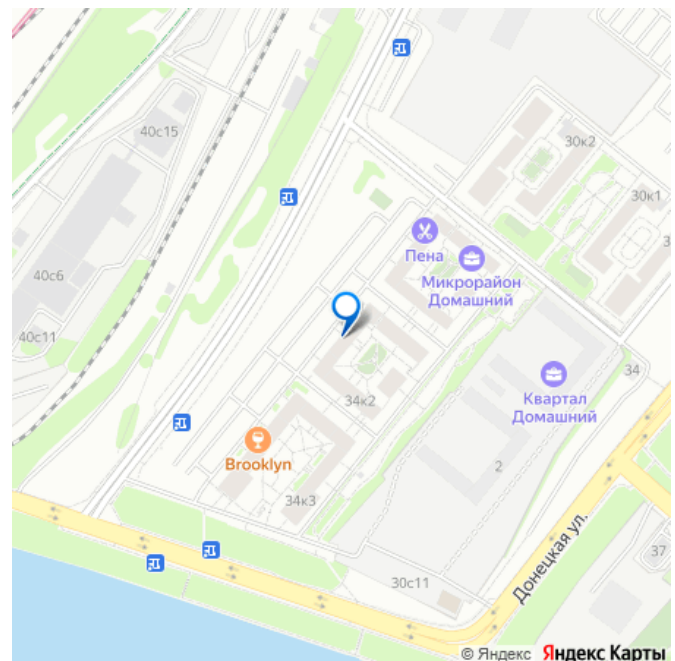 40с15
30к2
30к1
3
Пена
Микрорайон
Домашний
40с6
40с11
34
Квартал
Домашний
34к2
Brooklyn
2
34к3
Донецкая ул.
37
30с11
© Яндекс Яндекс Карты